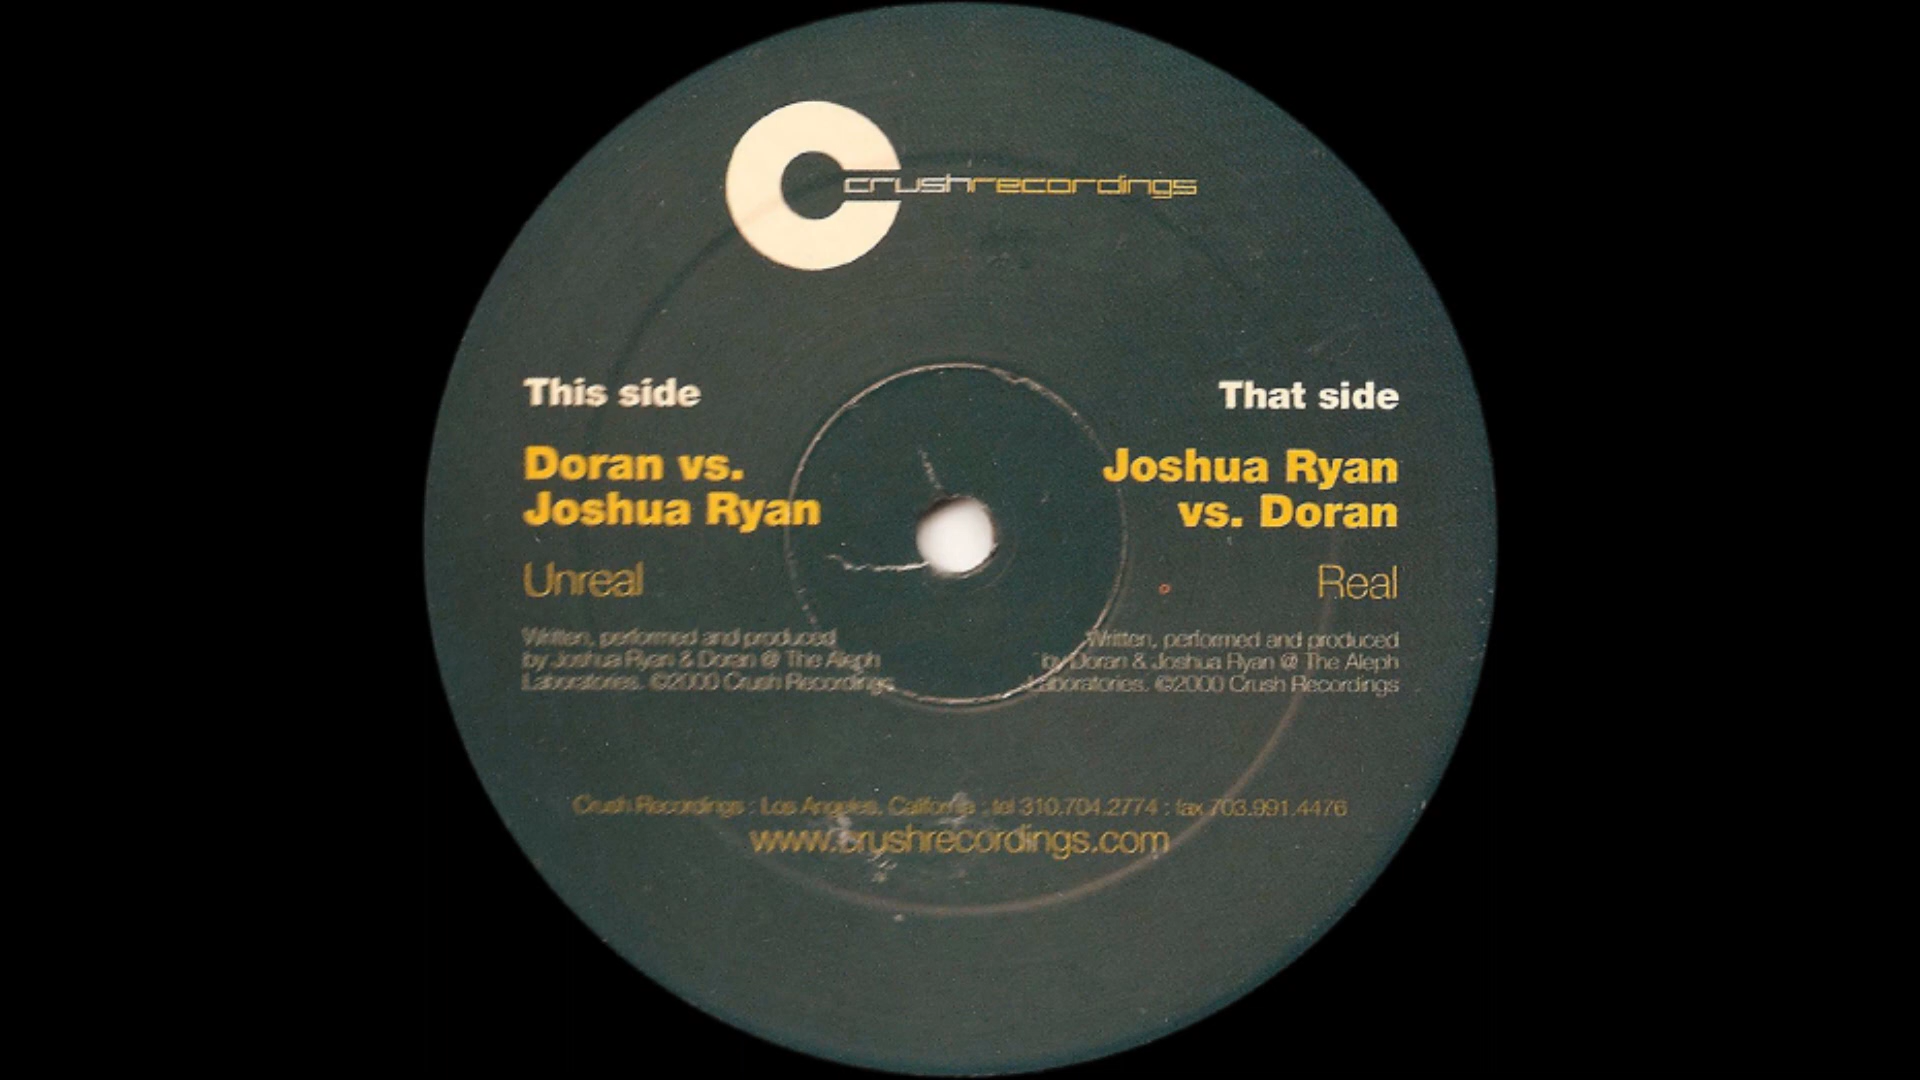 crushrecordings
This side
Doran vs.
Joshua Ryan
Unreal
Written, performed and produced
by Joshua Ryan & Doran @ The Aleph
Laboratories. ©2000 Crush Recordings
That side
Joshua Ryan
vs. Doran
Real
Written, performed and produced
by Doran & Joshua Ryan @ The Aleph
Laboratories. ©2000 Crush Recordings
Crush Recordings : Los Angeles, California : tel 310.704.2774 : fax 703.991.4476
www.crushrecordings.com